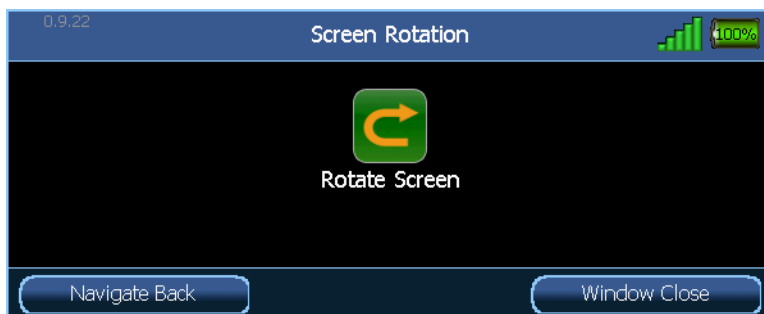 0.9.22
Screen Rotation
100%
Rotate Screen
Navigate Back
Window Close